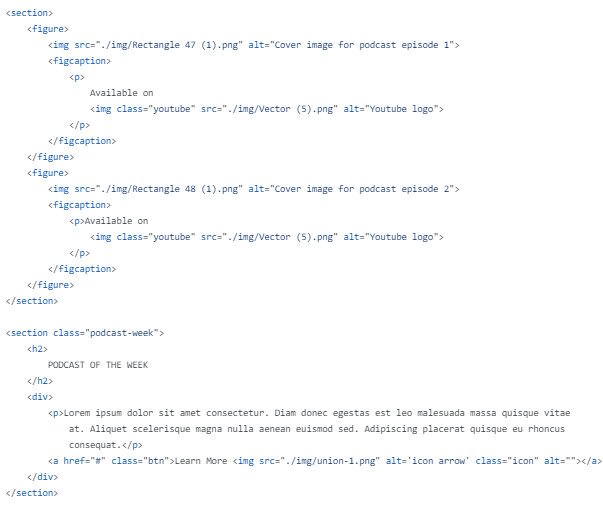 <section>
<figure>
<img src="./img/Rectangle 47 (1).png" alt="Cover image for podcast episode 1">
<figcaption>
<p>
Available on
<img class="youtube" src="./img/Vector (5).png" alt="Youtube logo">
</p>
</figcaption>
</figure>
<figure>
<img src="./img/Rectangle 48 (1).png" alt="Cover image for podcast episode 2">
<figcaption>
<p>Available on
<img class="youtube" src="./img/Vector (5).png" alt="Youtube logo">
</p>
</figcaption>
</figure>
</section>
<section class="podcast-week">
<h2>
PODCAST OF THE WEEK
</h2>
<div>
<p>Lorem ipsum dolor sit amet consectetur. Diam donec egestas est leo malesuada massa quisque vitae
at. Aliquet scelerisque magna nulla aenean euismod sed. Adipiscing placerat quisque eu rhoncus
consequat.</p>
<a href="#" class="btn">Learn More <img src="./img/union-1.png" alt='icon arrow' class="icon" alt=""></a>
</div>
</section>